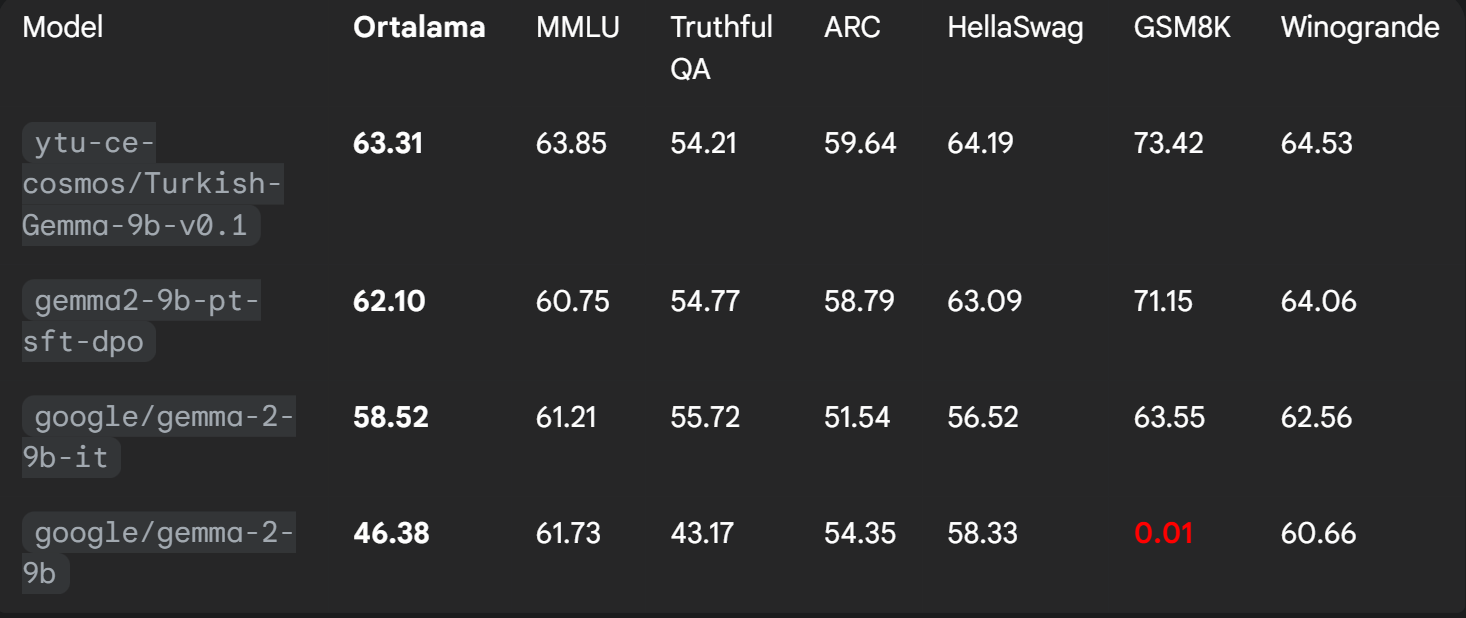 Model Ortalama MMLU Truthful QA ARC HellaSwag GSM8K Winogrande
ytu-ce-cosmos/Turkish-Gemma-9b-v0.1 63.31 63.85 54.21 59.64 64.19 73.42 64.53
gemma2-9b-pt-sft-dpo 62.10 60.75 54.77 58.79 63.09 71.15 64.06
google/gemma-2-9b-it 58.52 61.21 55.72 51.54 56.52 63.55 62.56
google/gemma-2-9b 46.38 61.73 43.17 54.35 58.33 0.01 60.66